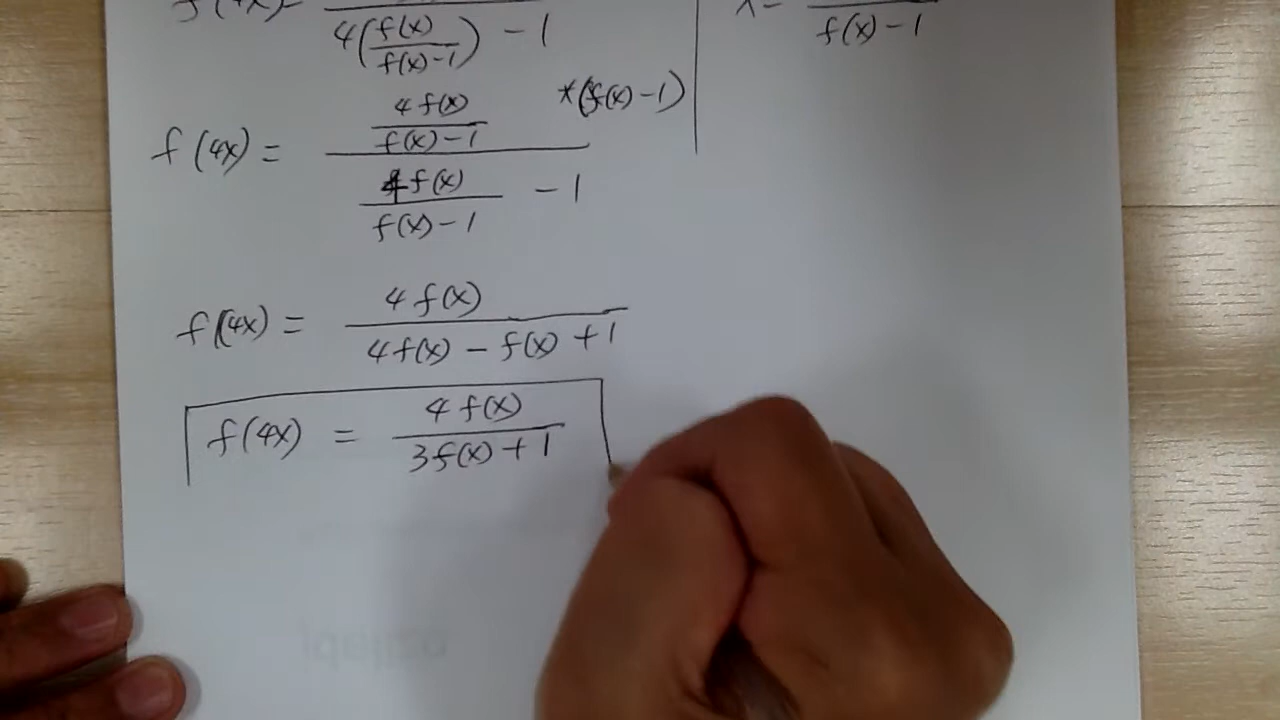 f(4x) =
4(f(x)/(f(x)-1)) - 1
x =
f(x) - 1
f(4x) = (4f(x)/(f(x)-1)) / (4f(x)/(f(x)-1) - 1) *(f(x)-1)
f(4x) = 4f(x) / (4f(x) - f(x) + 1)
f(4x) = 4f(x) / (3f(x) + 1)